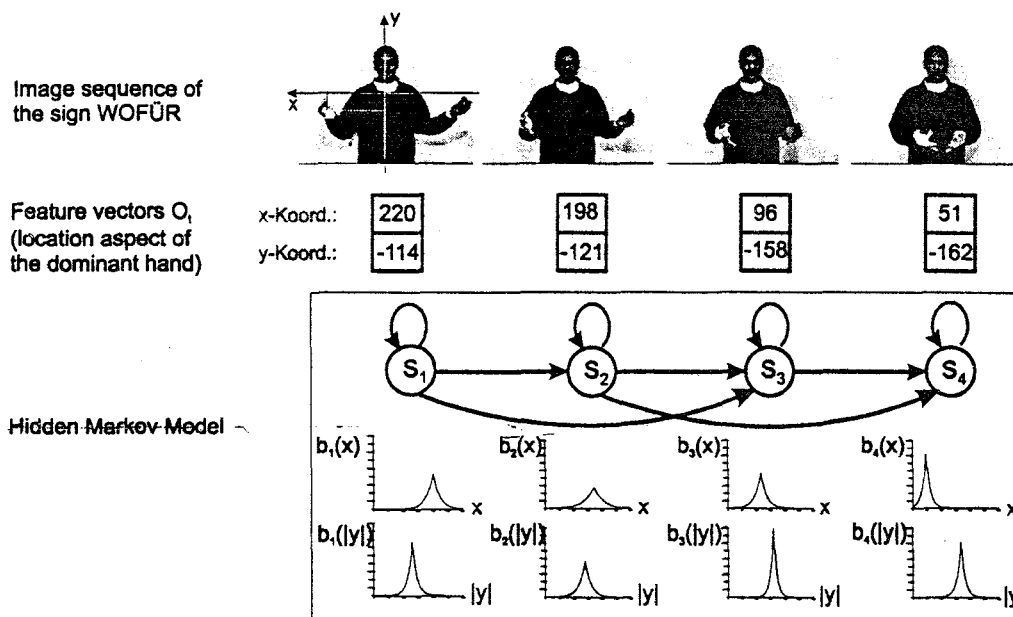 y
x
Image sequence of
the sign WOFÜR
Feature vectors Oₜ
(location aspect of
the dominant hand)
x-Koord.: 220 198 96 51
y-Koord.: -114 -121 -158 -162
S₁ S₂ S₃ S₄
Hidden Markov Model
b₁(x) b₂(x) b₃(x) b₄(x)
x x x x
b₁(|y|) b₂(|y|) b₃(|y|) b₄(|y|)
|y| |y| |y| |y